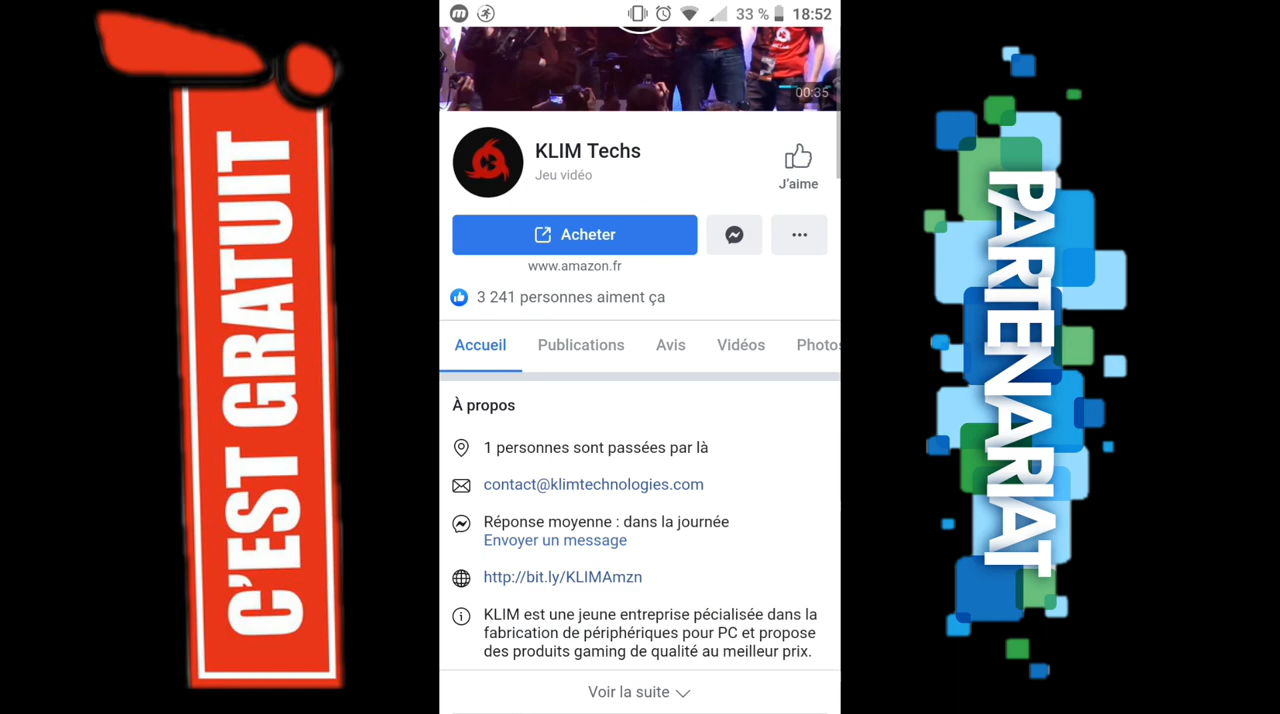 C'EST GRATUIT !
33 % 18:52
00:35
KLIM Techs
Jeu vidéo
J'aime
Acheter
www.amazon.fr
3 241 personnes aiment ça
Accueil Publications Avis Vidéos Photos
À propos
1 personnes sont passées par là
contact@klimtechnologies.com
Réponse moyenne : dans la journée
Envoyer un message
http://bit.ly/KLIMAmzn
KLIM est une jeune entreprise pécialisée dans la
fabrication de périphériques pour PC et propose
des produits gaming de qualité au meilleur prix.
Voir la suite
PARTENARIAT